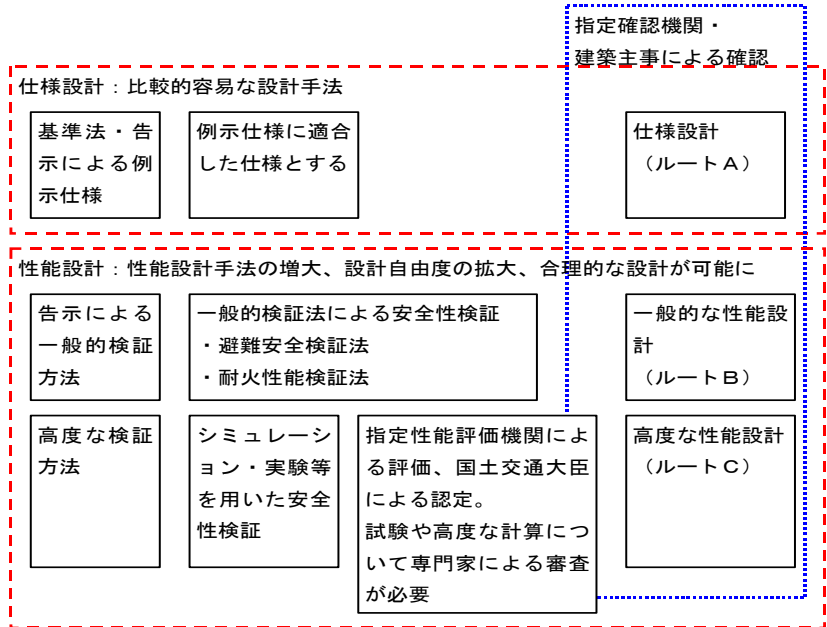 指定確認機関・
建築主事による確認
仕様設計：比較的容易な設計手法
基準法・告
示による例
示仕様
例示仕様に適合
した仕様とする
仕様設計
（ルートＡ）
性能設計：性能設計手法の増大、設計自由度の拡大、合理的な設計が可能に
告示による
一般的検証
方法
一般的検証法による安全性検証
・避難安全検証法
・耐火性能検証法
一般的な性能設
計
（ルートＢ）
高度な検証
方法
シミュレーシ
ョン・実験等
を用いた安全
性検証
指定性能評価機関によ
る評価、国土交通大臣
による認定。
試験や高度な計算につ
いて専門家による審査
が必要
高度な性能設計
（ルートＣ）